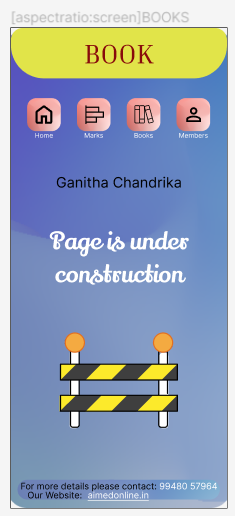 [aspectratio:screen]BOOKS
BOOK
Home Marks Books Members
Ganitha Chandrika
Page is under
construction
For more details please contact: 99480 57964
Our Website: aimedonline.in